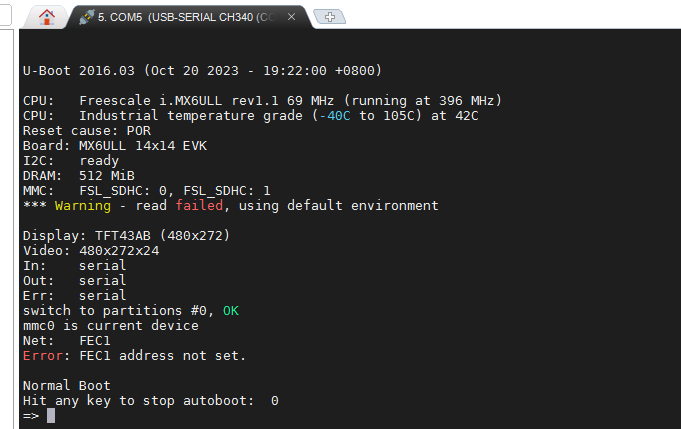 5. COM5 (USB-SERIAL CH340 (CO
U-Boot 2016.03 (Oct 20 2023 - 19:22:00 +0800)
CPU:   Freescale i.MX6ULL rev1.1 69 MHz (running at 396 MHz)
CPU:   Industrial temperature grade (-40C to 105C) at 42C
Reset cause: POR
Board: MX6ULL 14x14 EVK
I2C:   ready
DRAM:  512 MiB
MMC:   FSL_SDHC: 0, FSL_SDHC: 1
*** Warning - read failed, using default environment
Display: TFT43AB (480x272)
Video: 480x272x24
In:    serial
Out:   serial
Err:   serial
switch to partitions #0, OK
mmc0 is current device
Net:   FEC1
Error: FEC1 address not set.
Normal Boot
Hit any key to stop autoboot:  0
=>